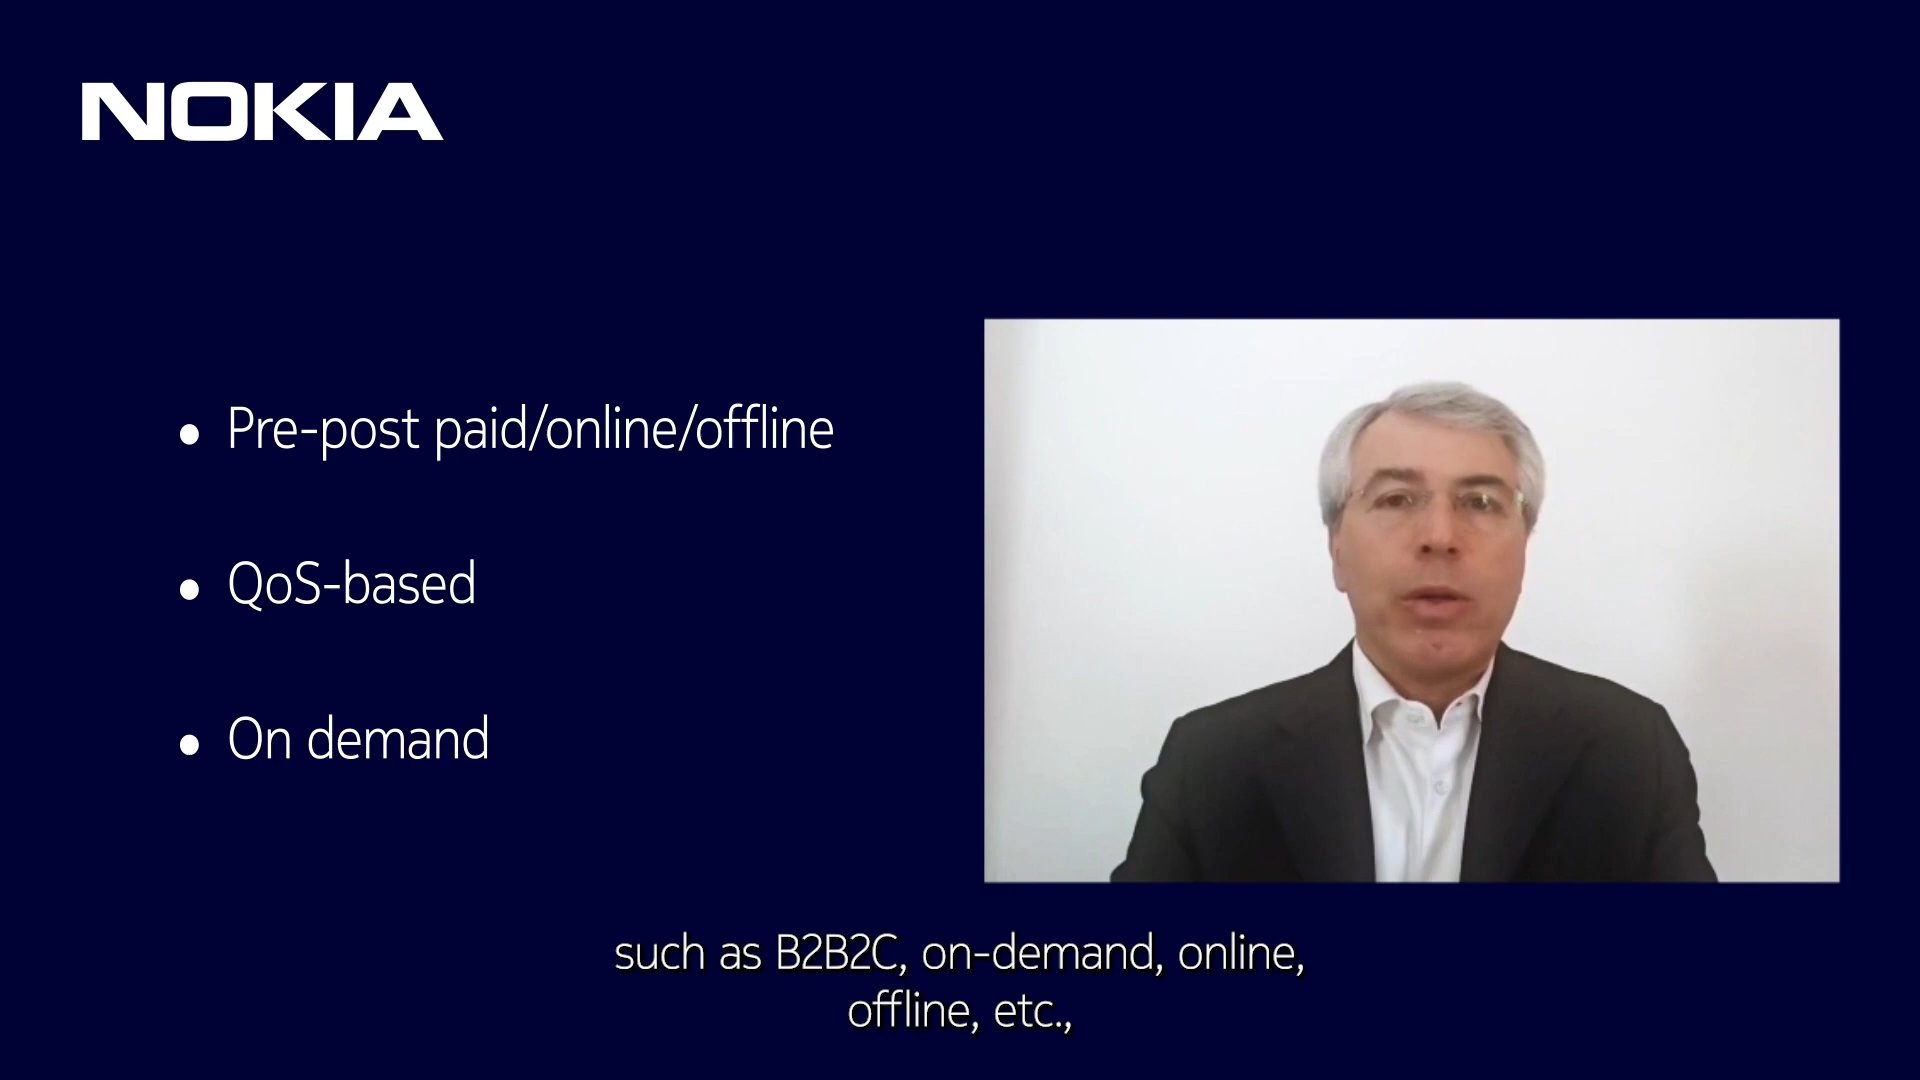 NOKIA
• Pre-post paid/online/offline
• QoS-based
• On demand
such as B2B2C, on-demand, online,
offline, etc.,